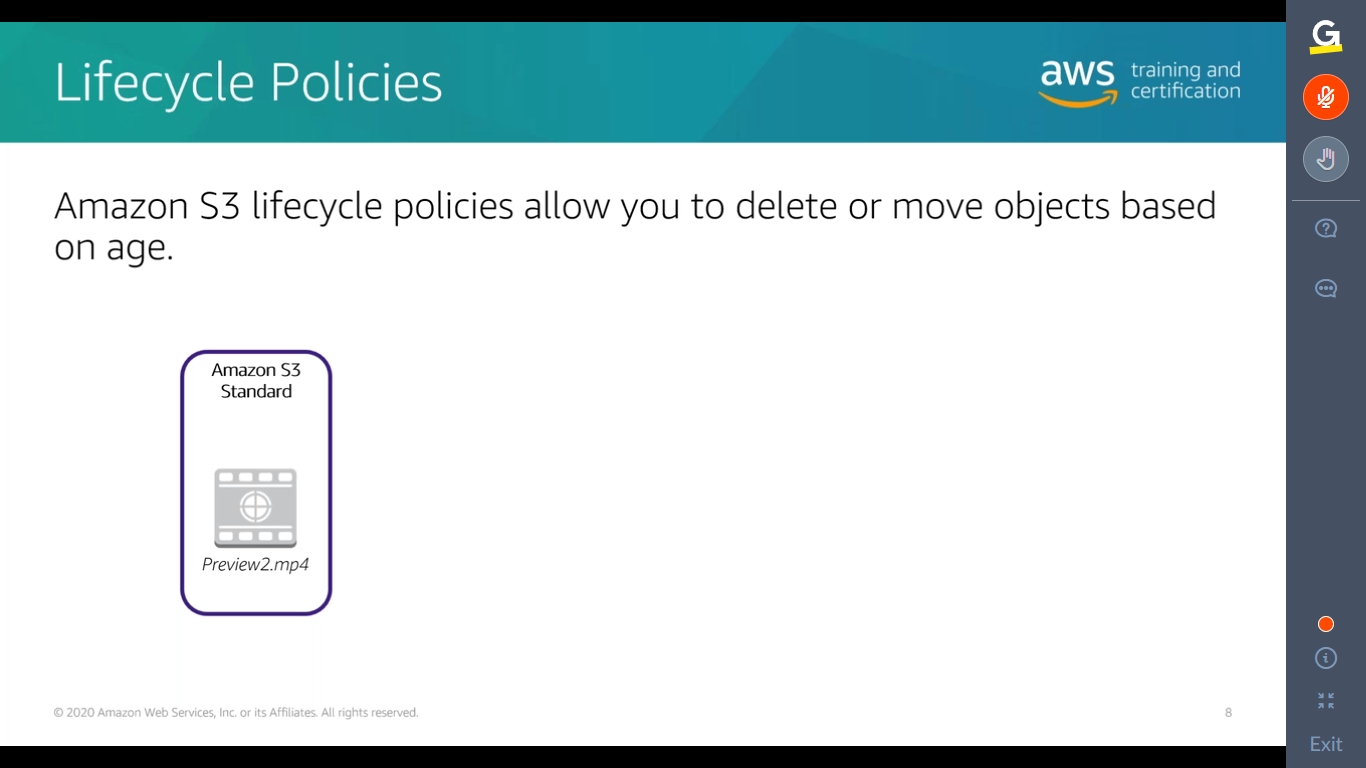 Lifecycle Policies
aws training and
certification
Amazon S3 lifecycle policies allow you to delete or move objects based
on age.
Amazon S3
Standard
Preview2.mp4
© 2020 Amazon Web Services, Inc. or its Affiliates. All rights reserved.
8
G
?
i
Exit